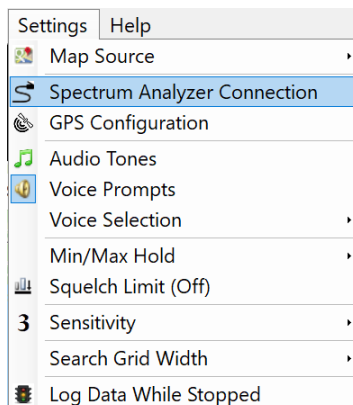 Settings Help
Map Source
Spectrum Analyzer Connection
GPS Configuration
Audio Tones
Voice Prompts
Voice Selection
Min/Max Hold
Squelch Limit (Off)
3 Sensitivity
Search Grid Width
Log Data While Stopped